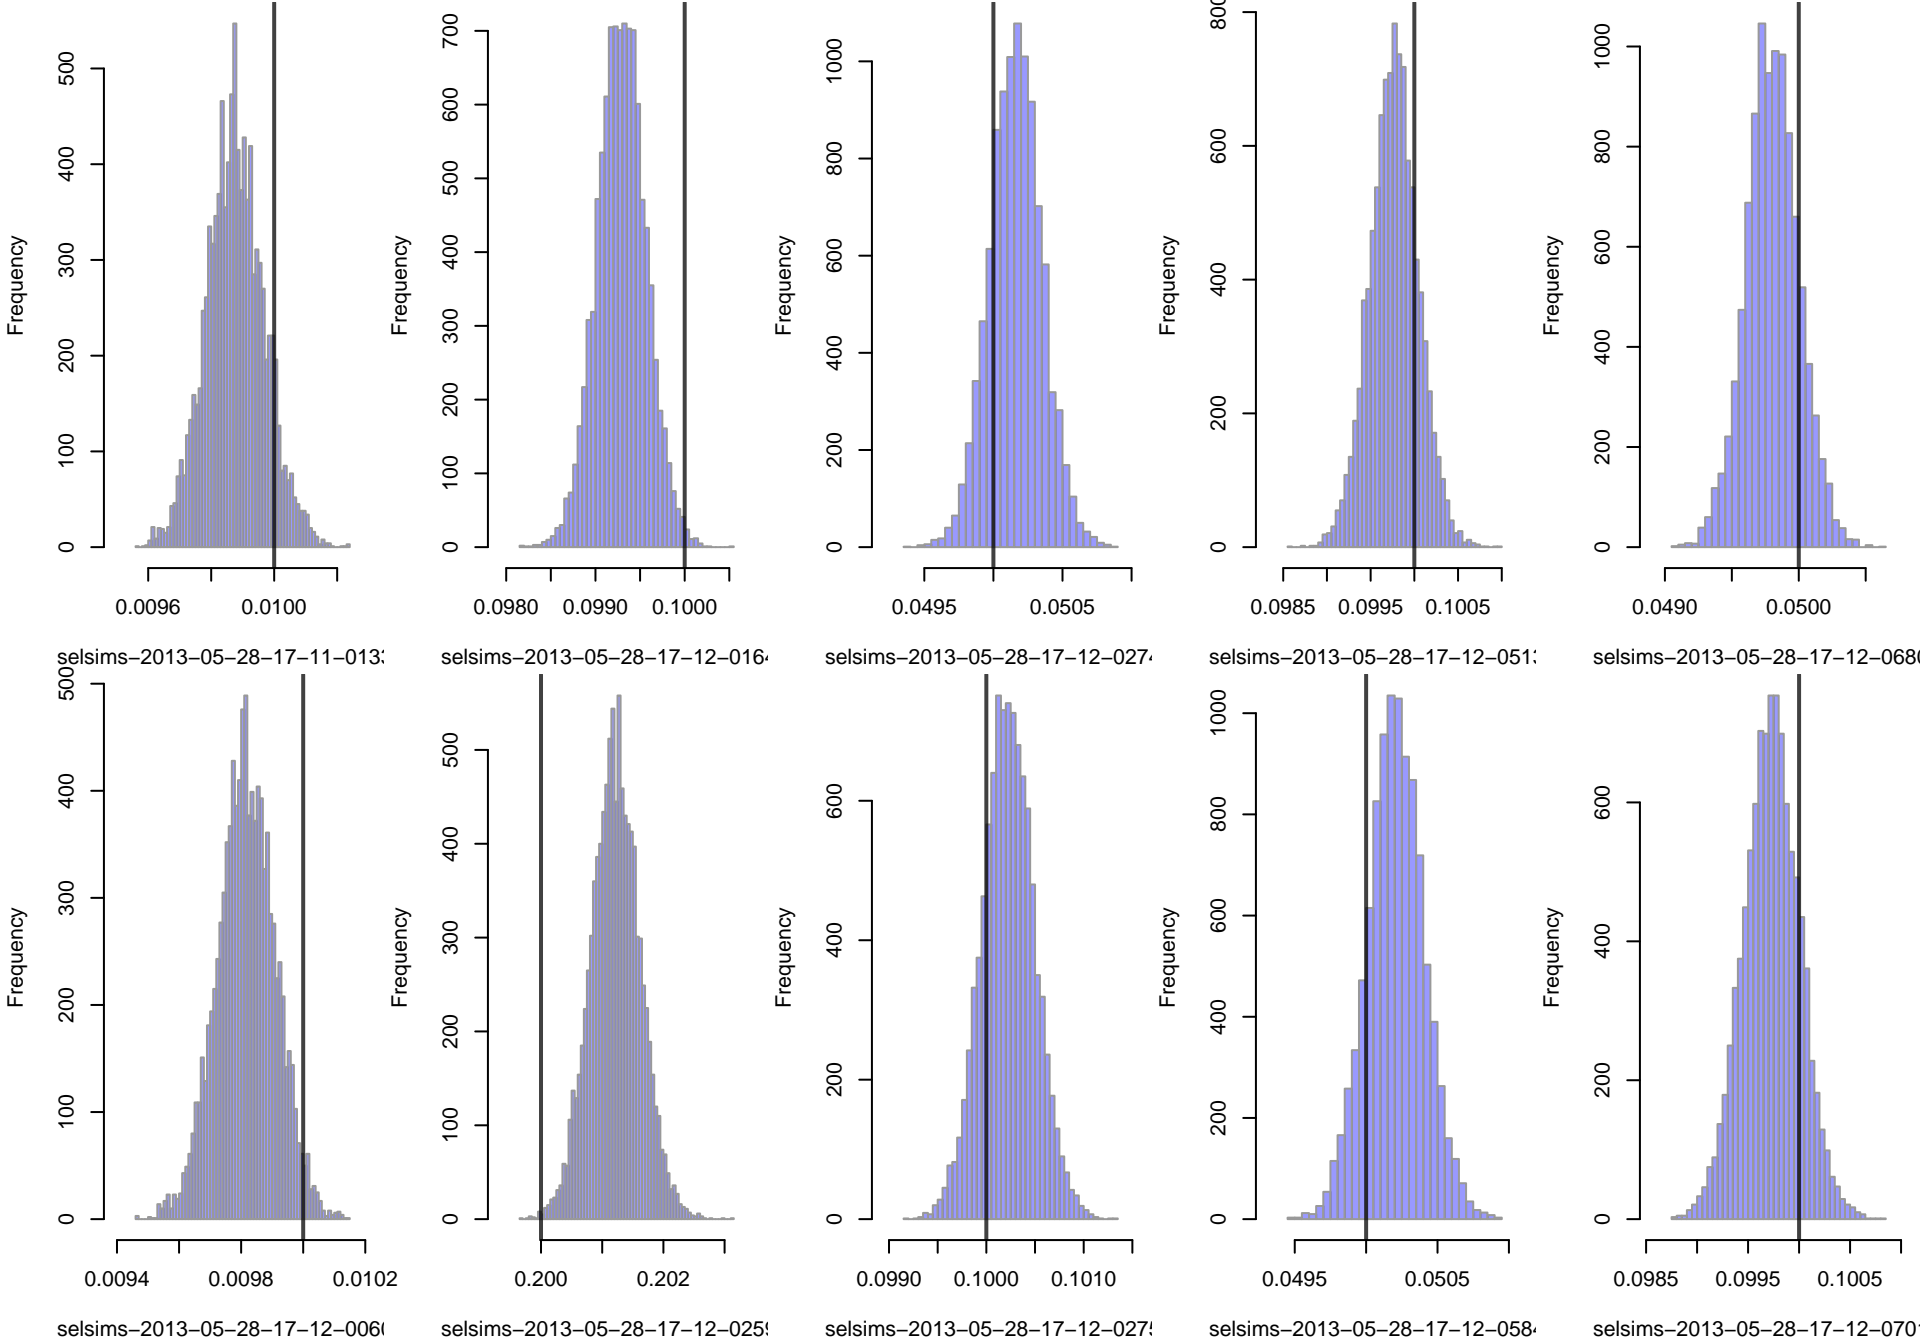 Frequency
0 100 200 300 400 500
0.0096 0.0100
selsims−2013−05−28−17−11−013
Frequency
0 100 200 300 400 500 600 700
0.0980 0.0990 0.1000
selsims−2013−05−28−17−12−016
Frequency
0 200 400 600 800 1000
0.0495 0.0505
selsims−2013−05−28−17−12−027
Frequency
0 200 400 600 800
0.0985 0.0995 0.1005
selsims−2013−05−28−17−12−051
Frequency
0 200 400 600 800 1000
0.0490 0.0500
selsims−2013−05−28−17−12−068
Frequency
0 100 200 300 400 500
0.0094 0.0098 0.0102
selsims−2013−05−28−17−12−006
Frequency
0 100 200 300 400 500
0.200 0.202
selsims−2013−05−28−17−12−025
Frequency
0 200 400 600
0.0990 0.1000 0.1010
selsims−2013−05−28−17−12−027
Frequency
0 200 400 600 800 1000
0.0495 0.0505
selsims−2013−05−28−17−12−058
Frequency
0 200 400 600
0.0985 0.0995 0.1005
selsims−2013−05−28−17−12−070